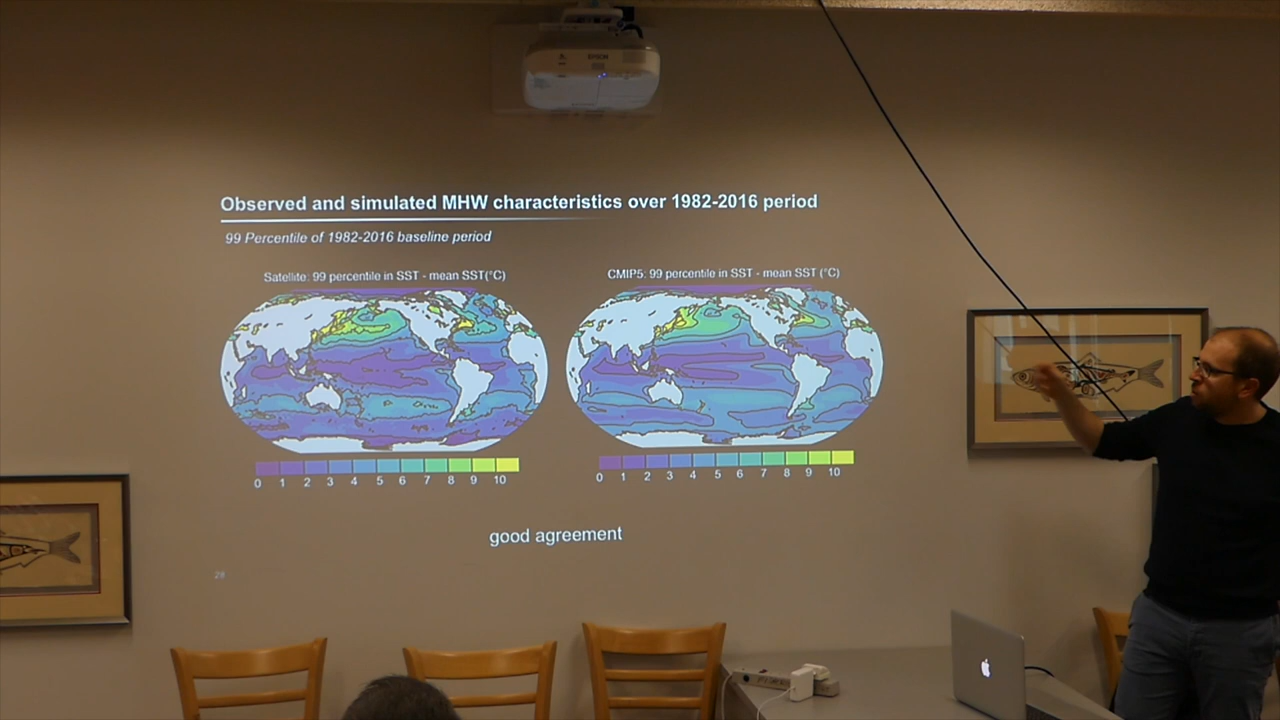 EPSON
Observed and simulated MHW characteristics over 1982-2016 period
99 Percentile of 1982-2016 baseline period
Satellite: 99 percentile in SST - mean SST(°C)
CMIP5: 99 percentile in SST - mean SST (°C)
0 1 2 3 4 5 6 7 8 9 10
0 1 2 3 4 5 6 7 8 9 10
good agreement
28